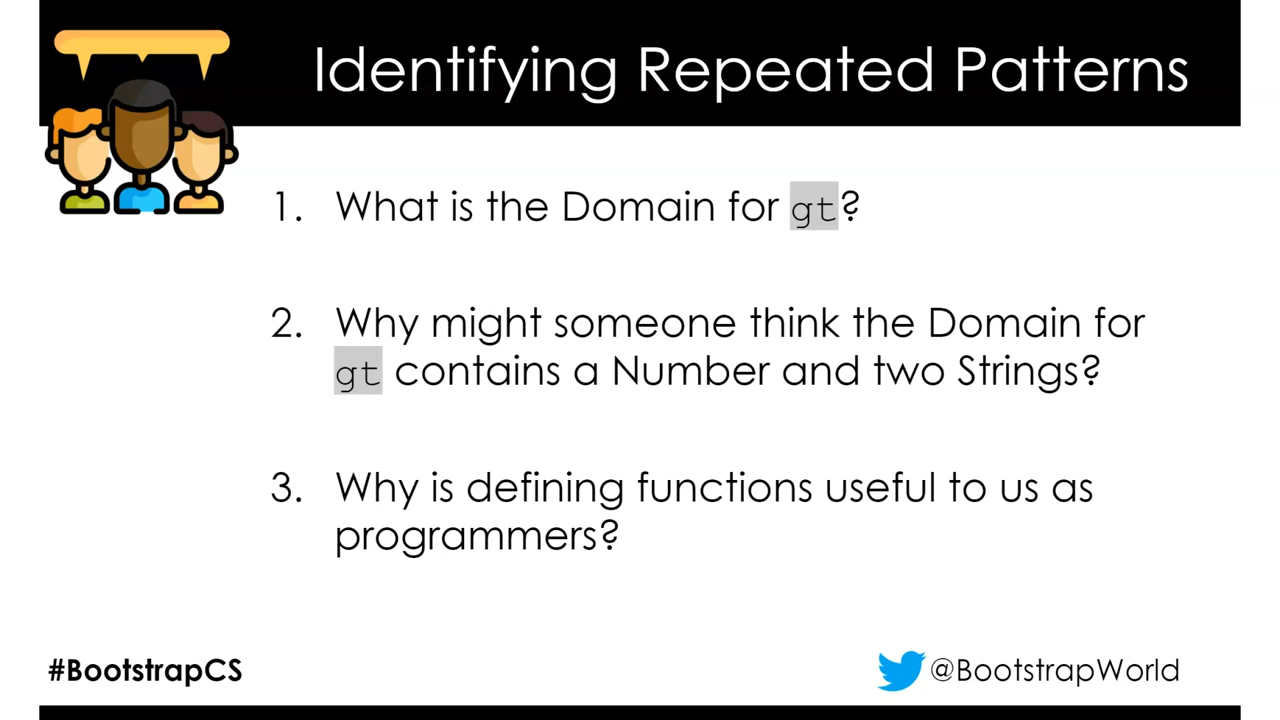 Identifying Repeated Patterns
1. What is the Domain for gt?
2. Why might someone think the Domain for
gt contains a Number and two Strings?
3. Why is defining functions useful to us as
programmers?
#BootstrapCS
@BootstrapWorld